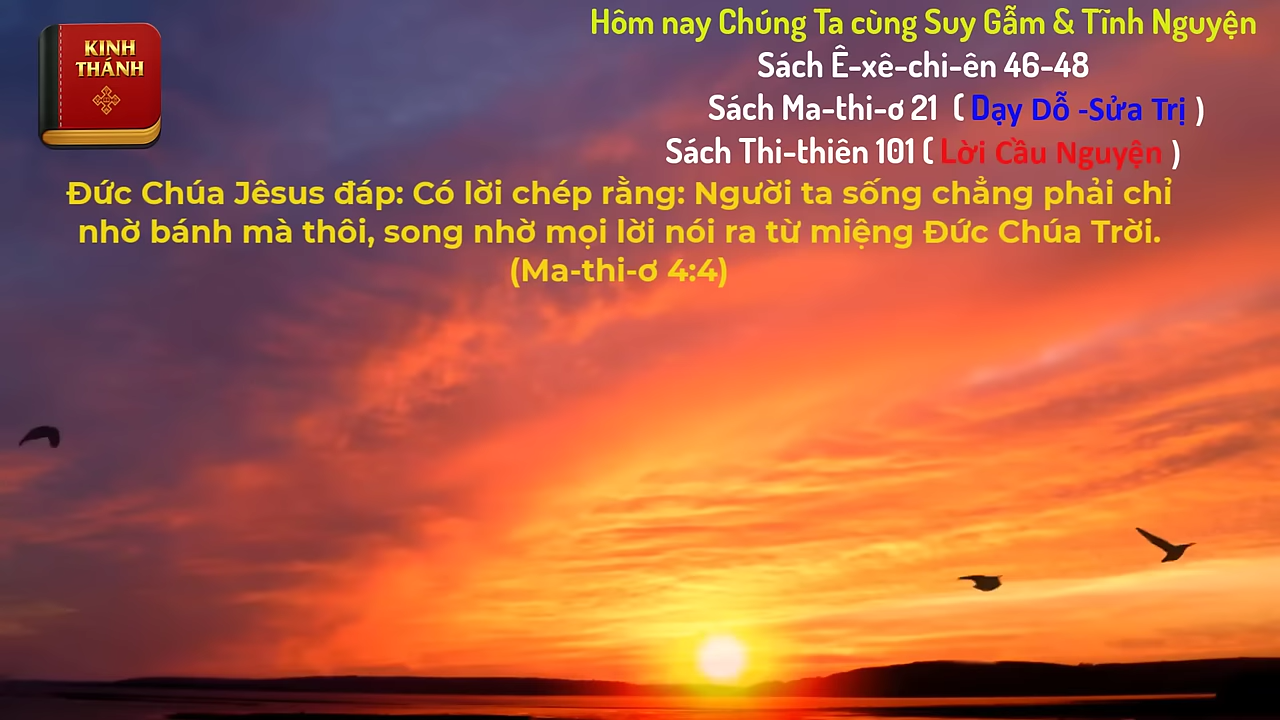 KINH
THÁNH
Hôm nay Chúng Ta cùng Suy Gẫm & Tĩnh Nguyện
Sách Ê-xê-chi-ên 46-48
Sách Ma-thi-ơ 21 ( Dạy Dỗ -Sửa Trị )
Sách Thi-thiên 101 ( Lời Cầu Nguyện )
Đức Chúa Jêsus đáp: Có lời chép rằng: Người ta sống chẳng phải chỉ
nhờ bánh mà thôi, song nhờ mọi lời nói ra từ miệng Đức Chúa Trời.
(Ma-thi-ơ 4:4)